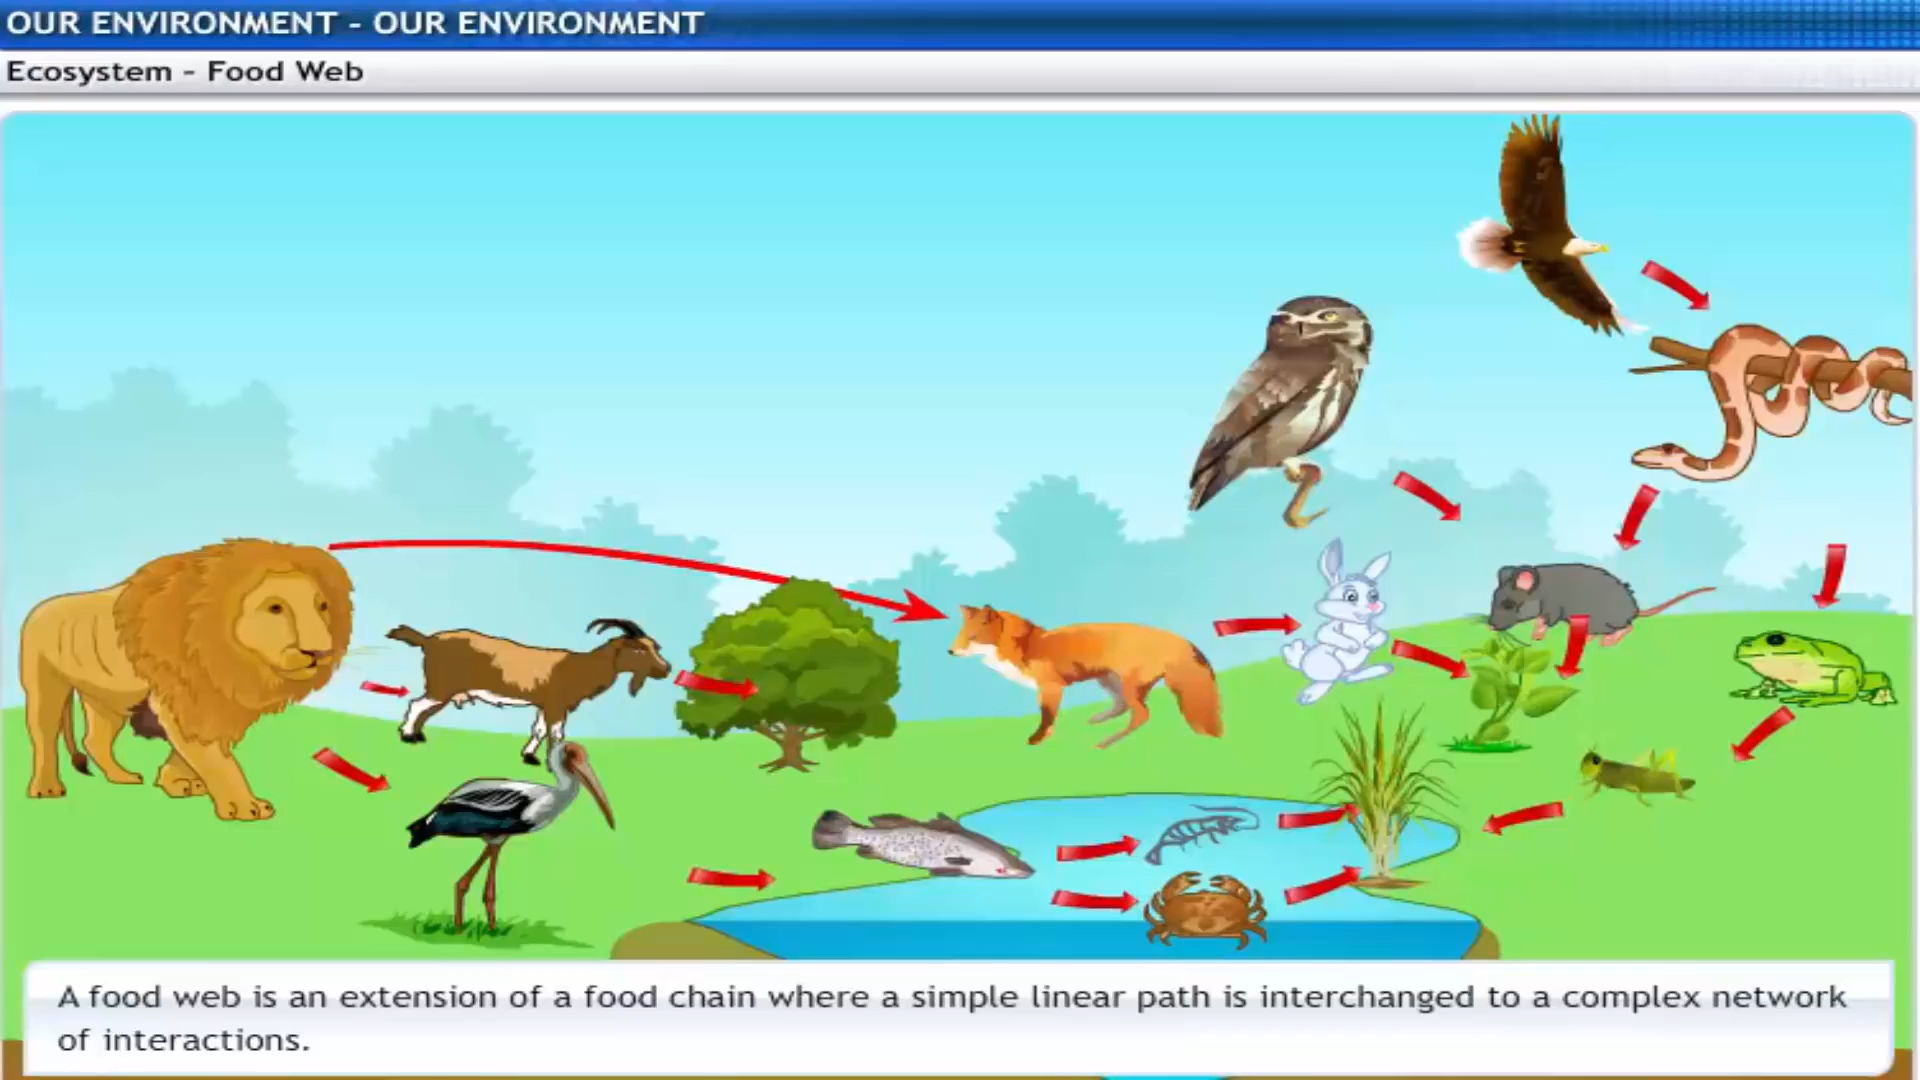 OUR ENVIRONMENT - OUR ENVIRONMENT
Ecosystem - Food Web
A food web is an extension of a food chain where a simple linear path is interchanged to a complex network
of interactions.